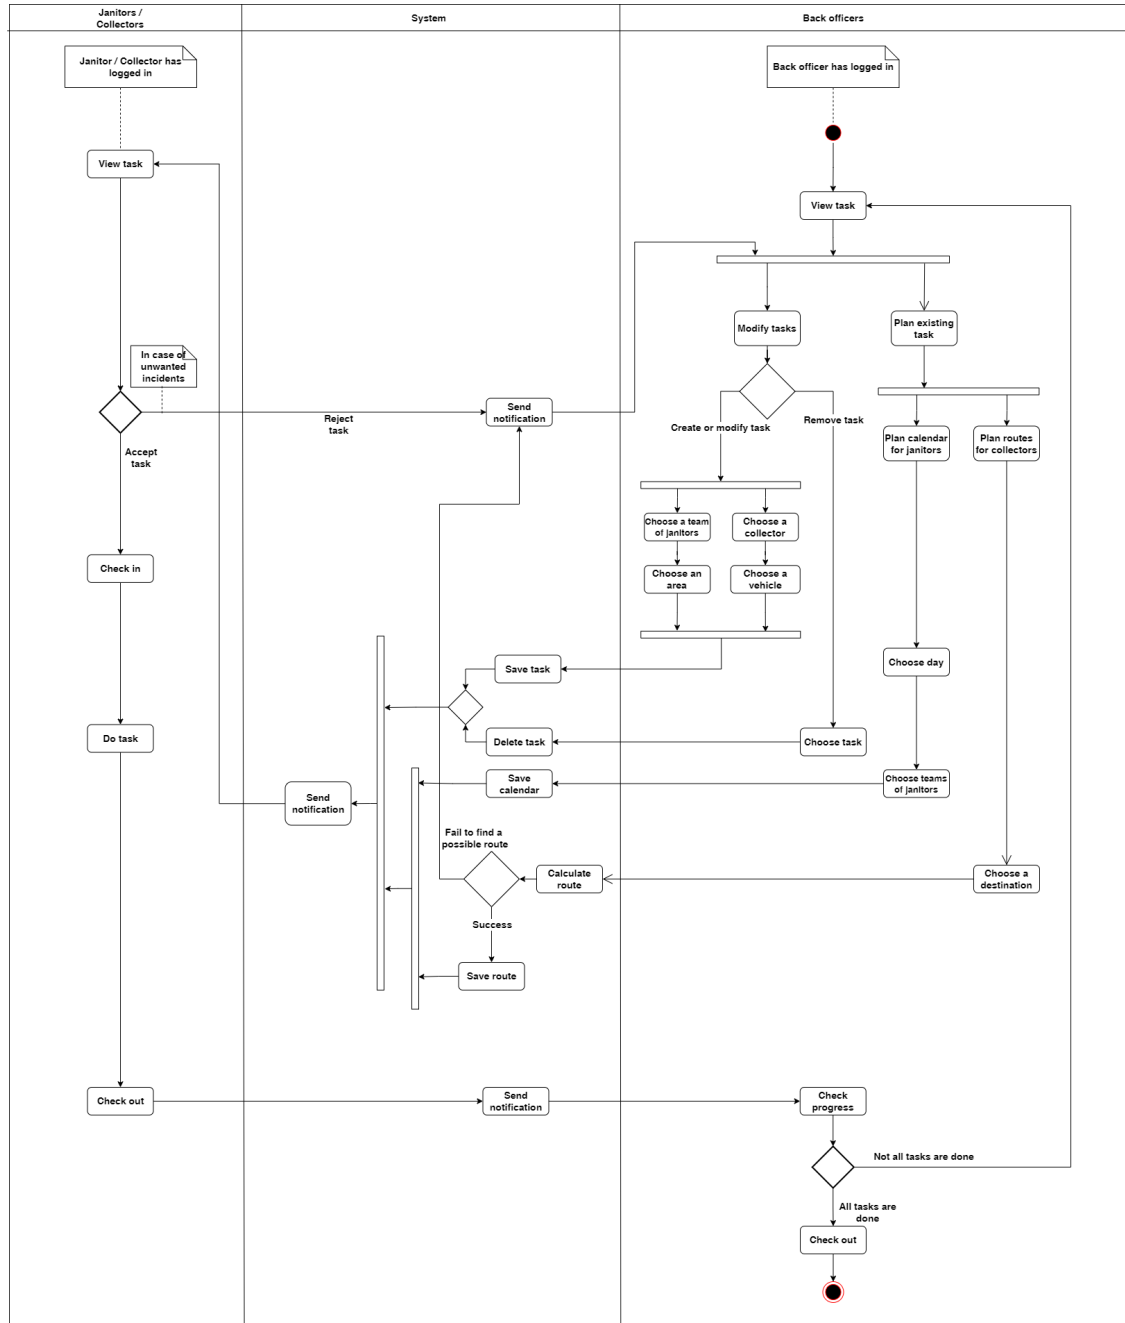 Janitors /
Collectors
System
Back officers
Janitor / Collector has
logged in
Back officer has logged in
View task
View task
Modify tasks
Plan existing
task
In case of
unwanted
incidents
Reject
task
Send
notification
Create or modify task
Remove task
Plan calendar
for janitors
Plan routes
for collectors
Accept
task
Choose a team
of janitors
Choose a
collector
Check in
Choose an
area
Choose a
vehicle
Save task
Choose day
Do task
Delete task
Choose task
Save
calendar
Choose teams
of janitors
Send
notification
Fail to find a
possible route
Calculate
route
Choose a
destination
Success
Save route
Check out
Send
notification
Check
progress
Not all tasks are done
All tasks are
done
Check out